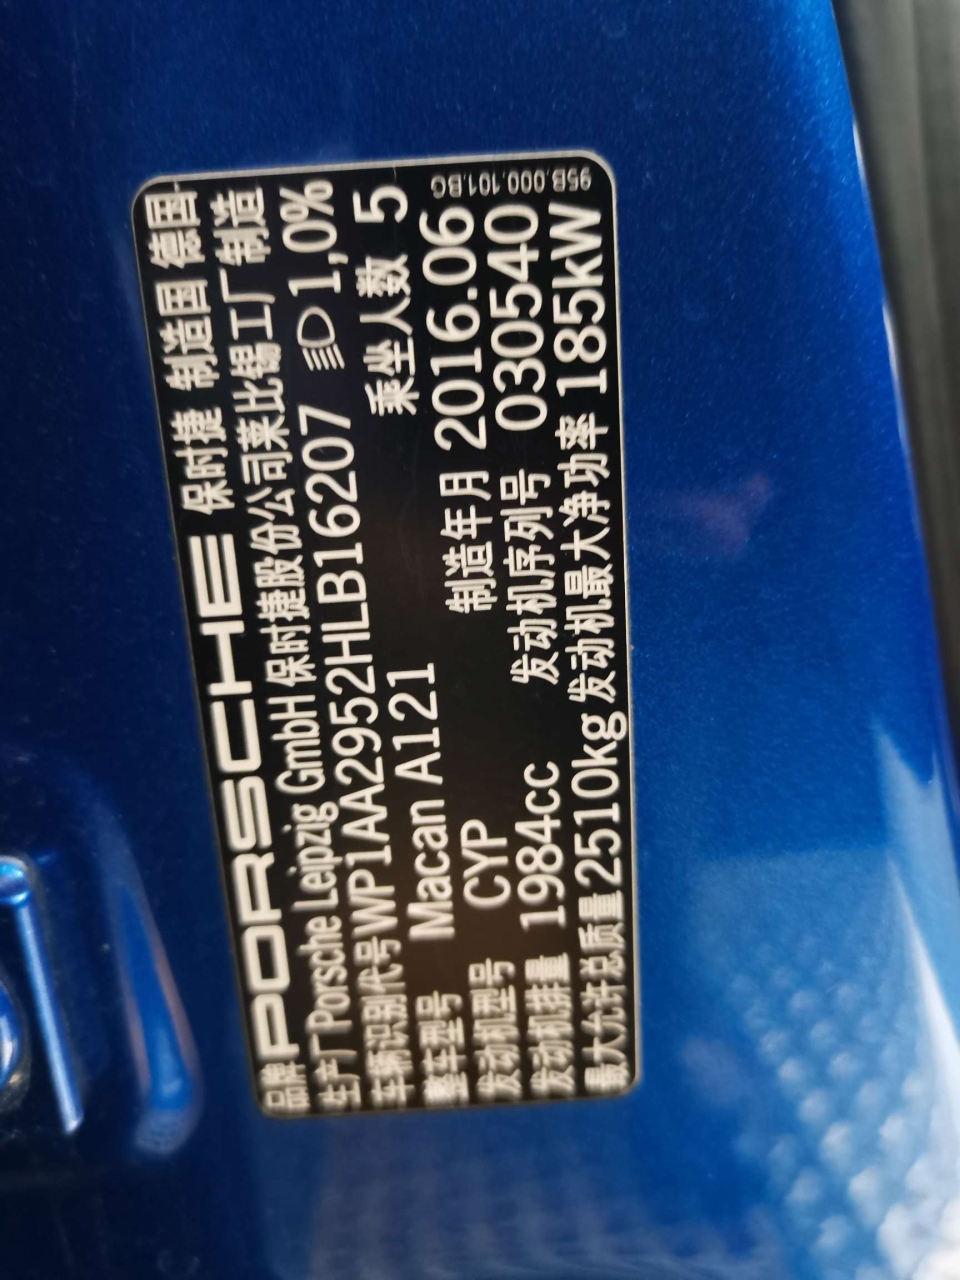 品牌 PORSCHE 保时捷 制造国 德国
生产厂 Porsche Leipzig GmbH 保时捷股份公司莱比锡工厂制造
车辆识别代号 WP1AA2952HLB16207 1,0%
整车型号 Macan A121 乘坐人数 5
发动机型号 CYP 制造年月 2016.06
发动机排量 1984cc 发动机序列号 030540
最大允许总质量 2510kg 发动机最大净功率 185kW
95B.000.101.BG